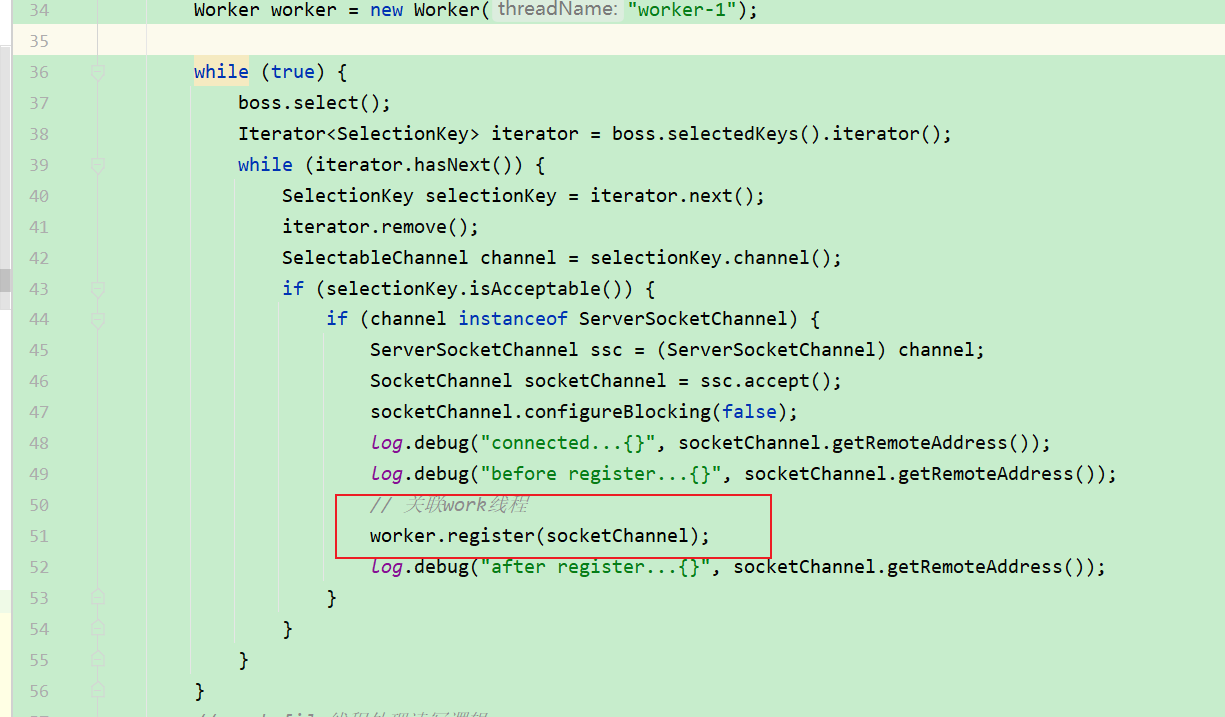 34 Worker worker = new Worker( threadName: "worker-1");
35
36 while (true) {
37 boss.select();
38 Iterator<SelectionKey> iterator = boss.selectedKeys().iterator();
39 while (iterator.hasNext()) {
40 SelectionKey selectionKey = iterator.next();
41 iterator.remove();
42 SelectableChannel channel = selectionKey.channel();
43 if (selectionKey.isAcceptable()) {
44 if (channel instanceof ServerSocketChannel) {
45 ServerSocketChannel ssc = (ServerSocketChannel) channel;
46 SocketChannel socketChannel = ssc.accept();
47 socketChannel.configureBlocking(false);
48 log.debug("connected...{}", socketChannel.getRemoteAddress());
49 log.debug("before register...{}", socketChannel.getRemoteAddress());
50 // 关联work线程
51 worker.register(socketChannel);
52 log.debug("after register...{}", socketChannel.getRemoteAddress());
53 }
54 }
55 }
56 }